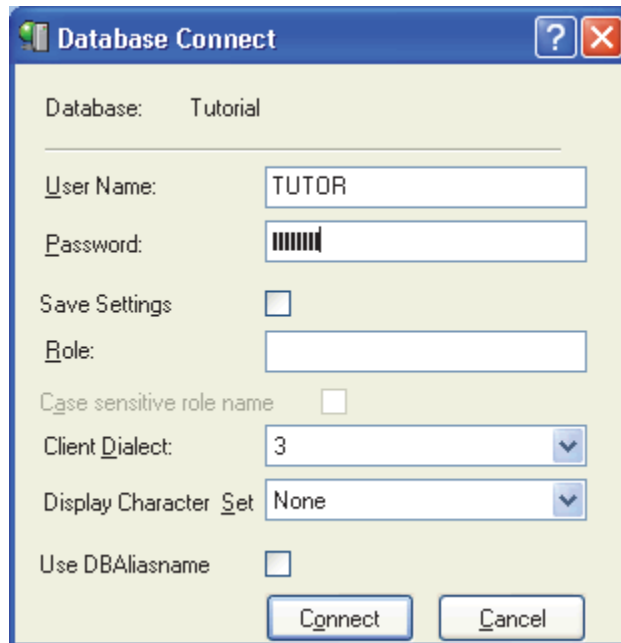 Database Connect
Database: Tutorial
User Name: TUTOR
Password:
Save Settings
Role:
Case sensitive role name
Client Dialect: 3
Display Character Set None
Use DBAliasname
Connect Cancel